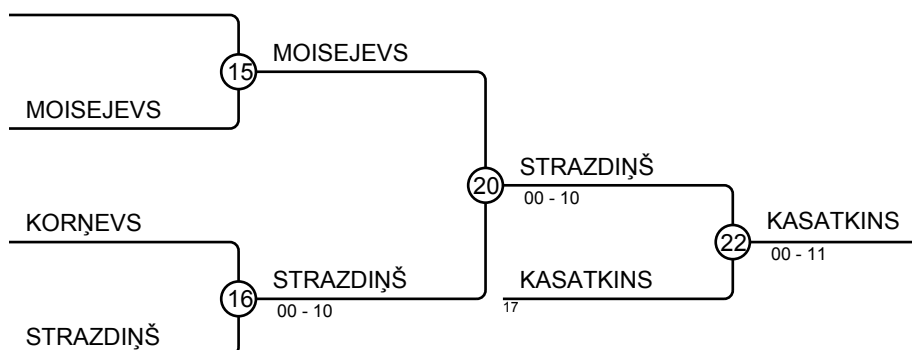 MOISEJEVS
15
MOISEJEVS
STRAZDIŅŠ
20
00 - 10
KORŅEVS
KASATKINS
22
00 - 11
STRAZDIŅŠ
KASATKINS
16
00 - 10
17
STRAZDIŅŠ